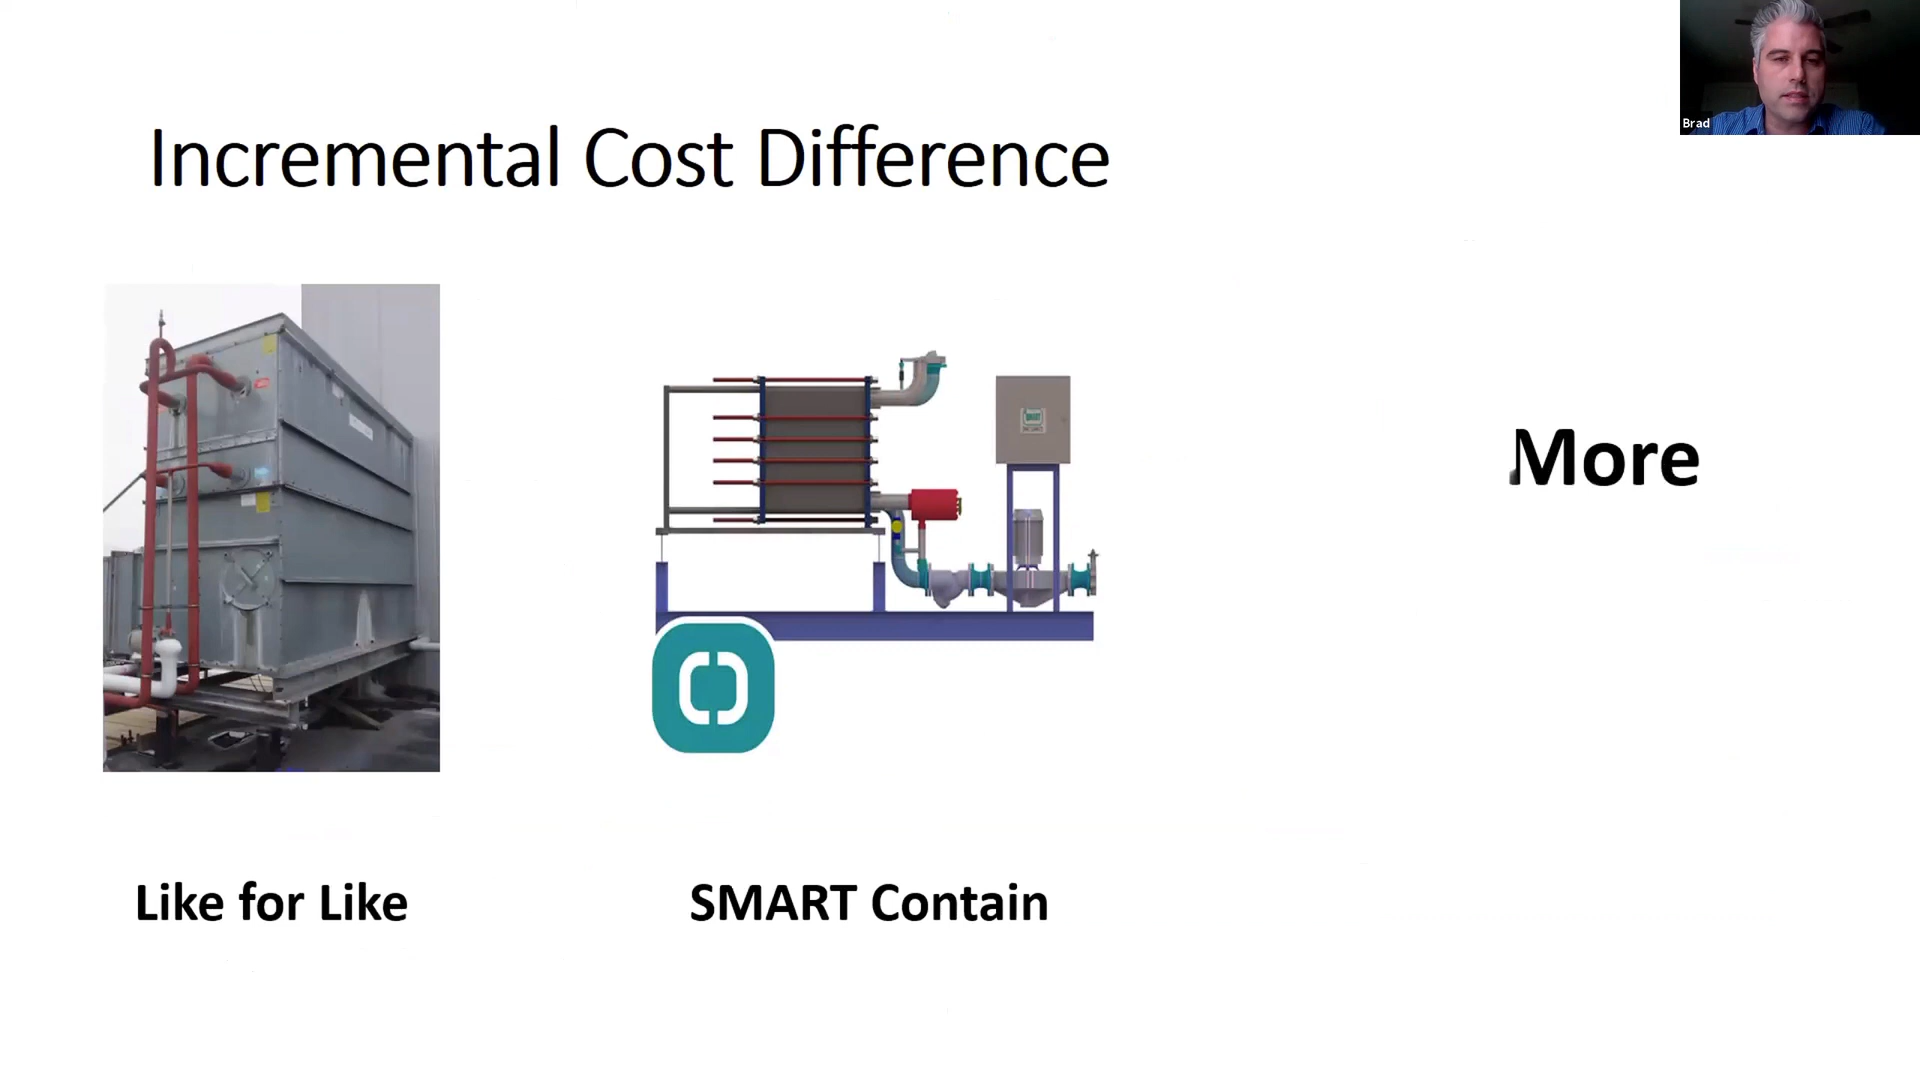 Brad
Incremental Cost Difference
More
Like for Like
SMART Contain